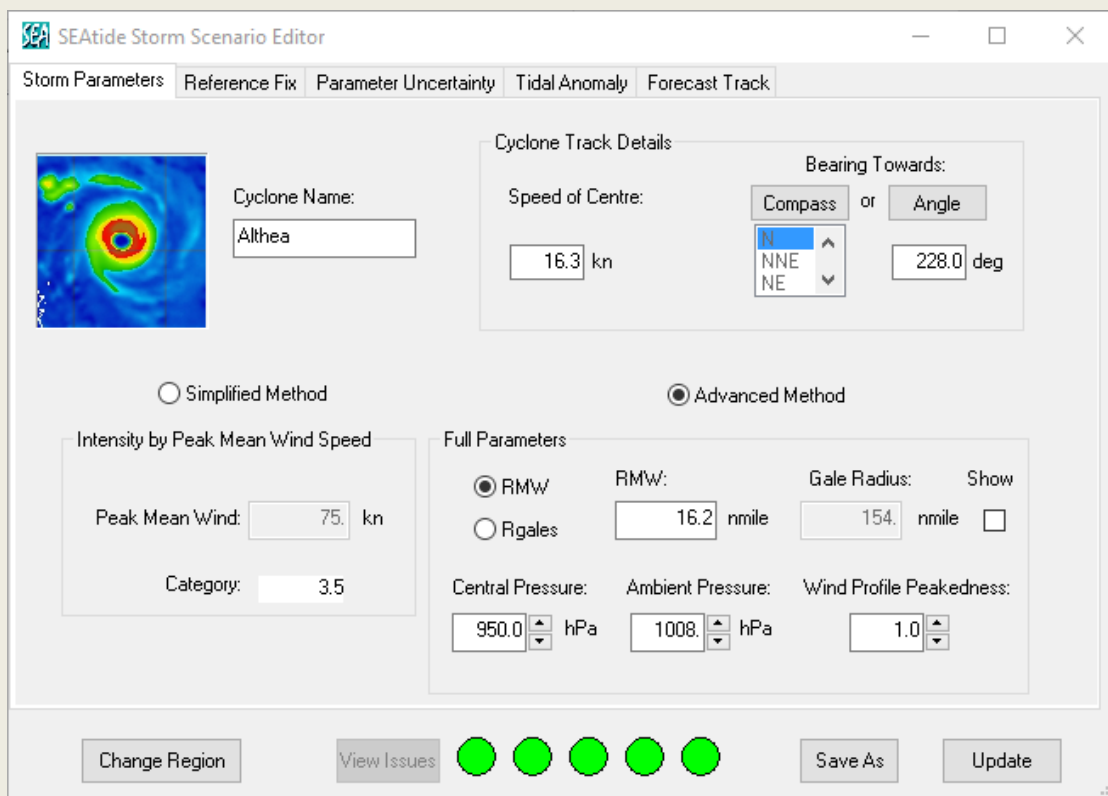 SEA SEAtide Storm Scenario Editor
Storm Parameters Reference Fix Parameter Uncertainty Tidal Anomaly Forecast Track
Cyclone Track Details
Bearing Towards:
Cyclone Name:
Speed of Centre:
Compass or Angle
Althea
16.3 kn
N
NNE
NE
228.0 deg
Simplified Method
Advanced Method
Intensity by Peak Mean Wind Speed
Peak Mean Wind: 75. kn
Category: 3.5
Full Parameters
RMW
Rgales
RMW:
16.2 nmile
Gale Radius:
154. nmile
Show
Central Pressure:
950.0 hPa
Ambient Pressure:
1008. hPa
Wind Profile Peakedness:
1.0
Change Region View Issues Save As Update